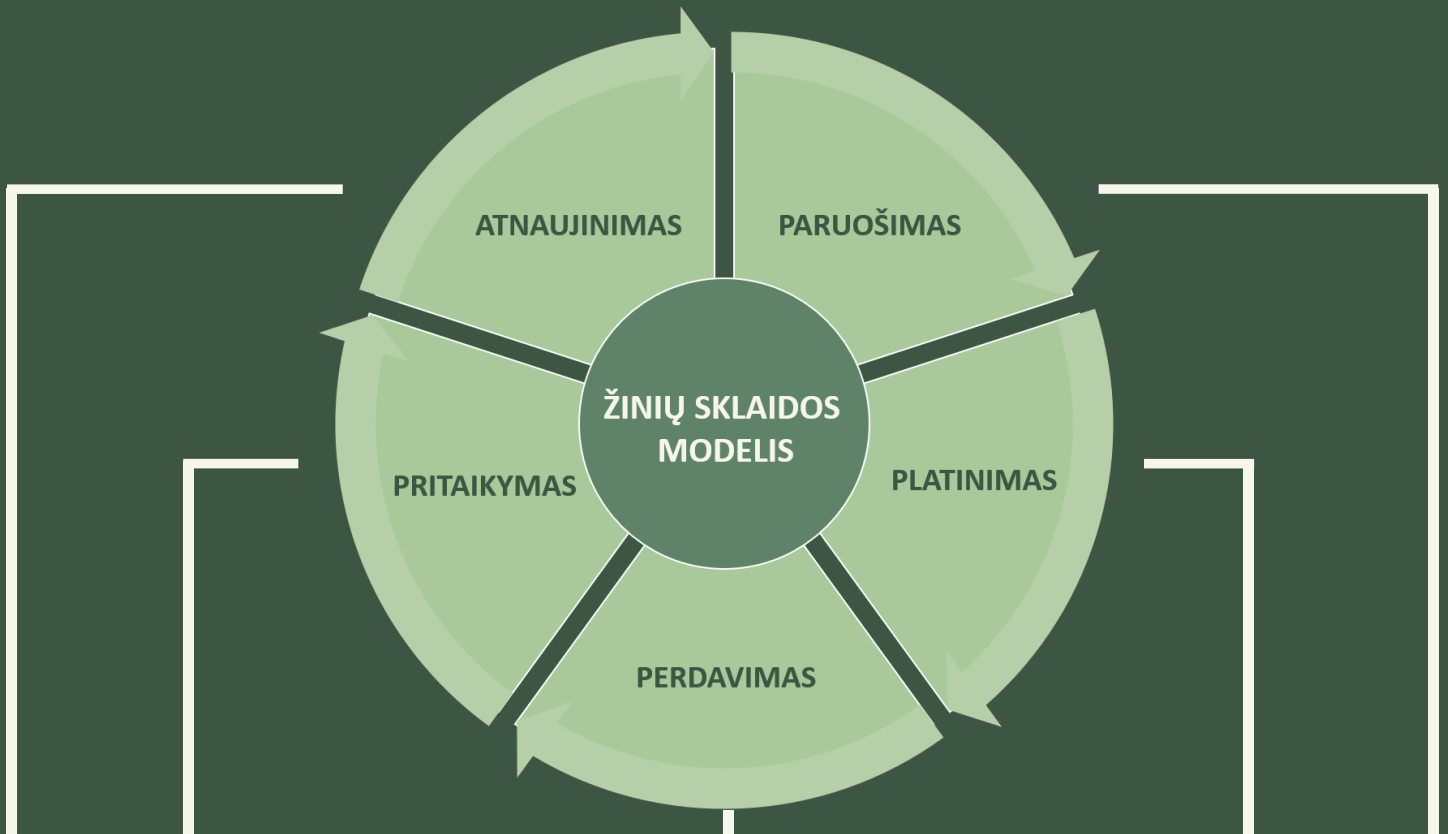 ATNAUJINIMAS
PARUOŠIMAS
ŽINIŲ SKLAIDOS
MODELIS
PRITAIKYMAS
PLATINIMAS
PERDAVIMAS